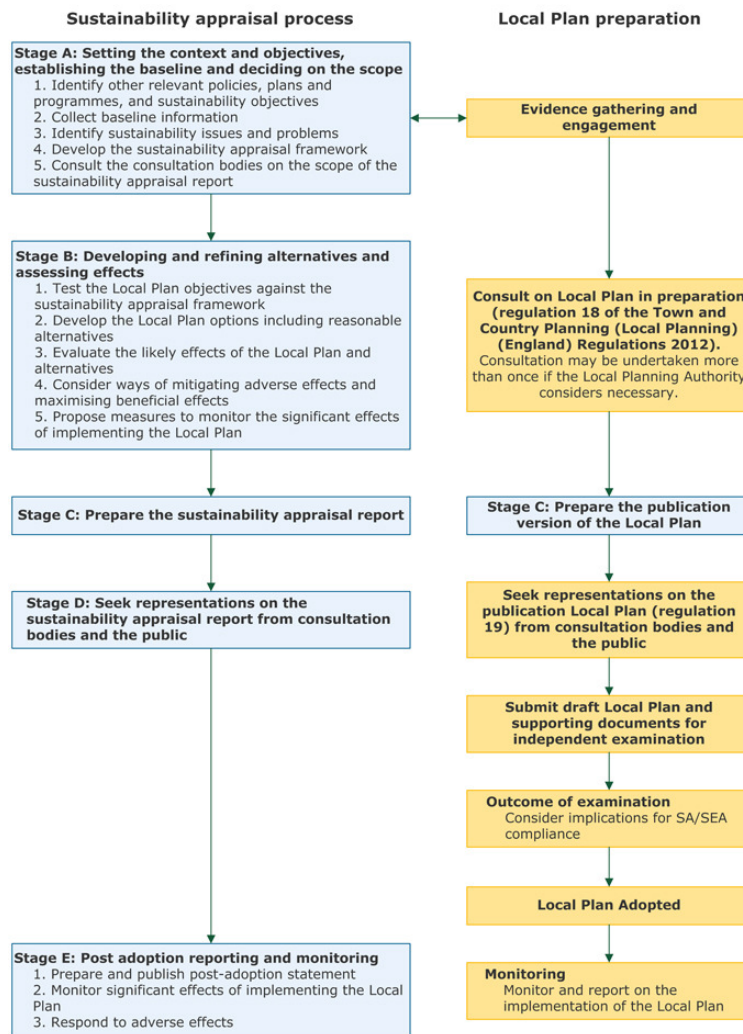 Sustainability appraisal process
Local Plan preparation
Stage A: Setting the context and objectives,
establishing the baseline and deciding on the scope
1. Identify other relevant policies, plans and
programmes, and sustainability objectives
2. Collect baseline information
3. Identify sustainability issues and problems
4. Develop the sustainability appraisal framework
5. Consult the consultation bodies on the scope of the
sustainability appraisal report
Evidence gathering and
engagement
Stage B: Developing and refining alternatives and
assessing effects
1. Test the Local Plan objectives against the
sustainability appraisal framework
2. Develop the Local Plan options including reasonable
alternatives
3. Evaluate the likely effects of the Local Plan and
alternatives
4. Consider ways of mitigating adverse effects and
maximising beneficial effects
5. Propose measures to monitor the significant effects
of implementing the Local Plan
Consult on Local Plan in preparation
(regulation 18 of the Town and
Country Planning (Local Planning)
(England) Regulations 2012).
Consultation may be undertaken more
than once if the Local Planning Authority
considers necessary.
Stage C: Prepare the sustainability appraisal report
Stage C: Prepare the publication
version of the Local Plan
Stage D: Seek representations on the
sustainability appraisal report from consultation
bodies and the public
Seek representations on the
publication Local Plan (regulation
19) from consultation bodies and
the public
Submit draft Local Plan and
supporting documents for
independent examination
Outcome of examination
Consider implications for SA/SEA
compliance
Local Plan Adopted
Stage E: Post adoption reporting and monitoring
1. Prepare and publish post-adoption statement
2. Monitor significant effects of implementing the Local
Plan
3. Respond to adverse effects
Monitoring
Monitor and report on the
implementation of the Local Plan